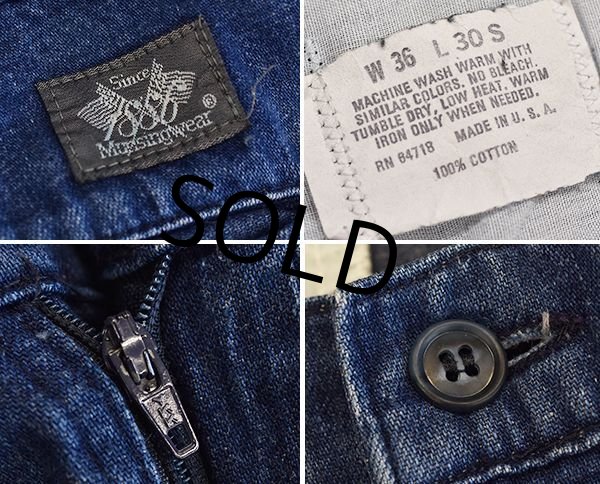 Since
1886
Munsingwear®
W 36 L 30 S
MACHINE WASH WARM WITH
SIMILAR COLORS, NO BLEACH.
TUMBLE DRY, LOW HEAT. WARM
IRON ONLY WHEN NEEDED.
RN 64718 MADE IN U.S.A.
100% COTTON
SOLD